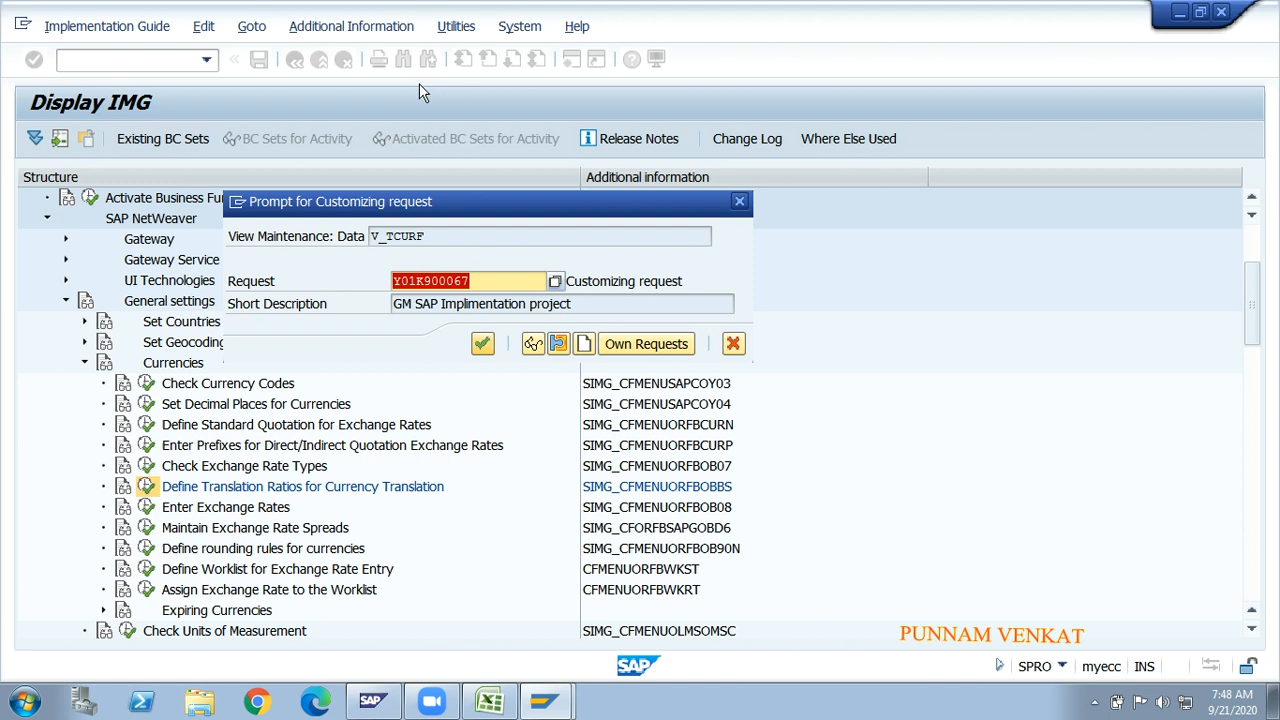 Implementation Guide Edit Goto Additional Information Utilities System Help
Display IMG
Existing BC Sets BC Sets for Activity Activated BC Sets for Activity Release Notes Change Log Where Else Used
Structure Additional information
Activate Business Fu
Prompt for Customizing request
SAP NetWeaver
View Maintenance: Data V_TCURF
Gateway
Gateway Service
UI Technologies
Request Y01K900067 Customizing request
General settings
Short Description GM SAP Implimentation project
Set Countries
Set Geocoding
Own Requests
Currencies
Check Currency Codes SIMG_CFMENUSAPCOY03
Set Decimal Places for Currencies SIMG_CFMENUSAPCOY04
Define Standard Quotation for Exchange Rates SIMG_CFMENUORFBCURN
Enter Prefixes for Direct/Indirect Quotation Exchange Rates SIMG_CFMENUORFBCURP
Check Exchange Rate Types SIMG_CFMENUORFBOB07
Define Translation Ratios for Currency Translation SIMG_CFMENUORFBOBBS
Enter Exchange Rates SIMG_CFMENUORFBOB08
Maintain Exchange Rate Spreads SIMG_CFORFBSAPGOBD6
Define rounding rules for currencies SIMG_CFMENUORFBOB90N
Define Worklist for Exchange Rate Entry CFMENUORFBWKST
Assign Exchange Rate to the Worklist CFMENUORFBWKRT
Expiring Currencies
Check Units of Measurement SIMG_CFMENUOLMSOMSC
PUNNAM VENKAT
SAP SPRO myecc INS
SAP
7:48 AM
9/21/2020